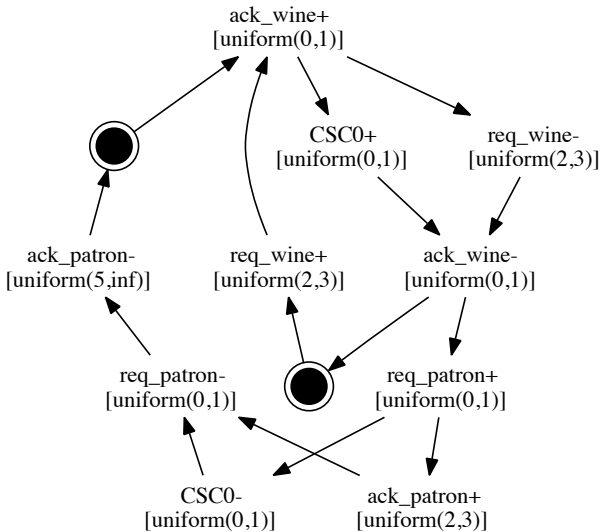 ack_wine+
[uniform(0,1)]
CSC0+
[uniform(0,1)]
req_wine-
[uniform(2,3)]
ack_patron-
[uniform(5,inf)]
req_wine+
[uniform(2,3)]
ack_wine-
[uniform(0,1)]
req_patron-
[uniform(0,1)]
req_patron+
[uniform(0,1)]
CSC0-
[uniform(0,1)]
ack_patron+
[uniform(2,3)]